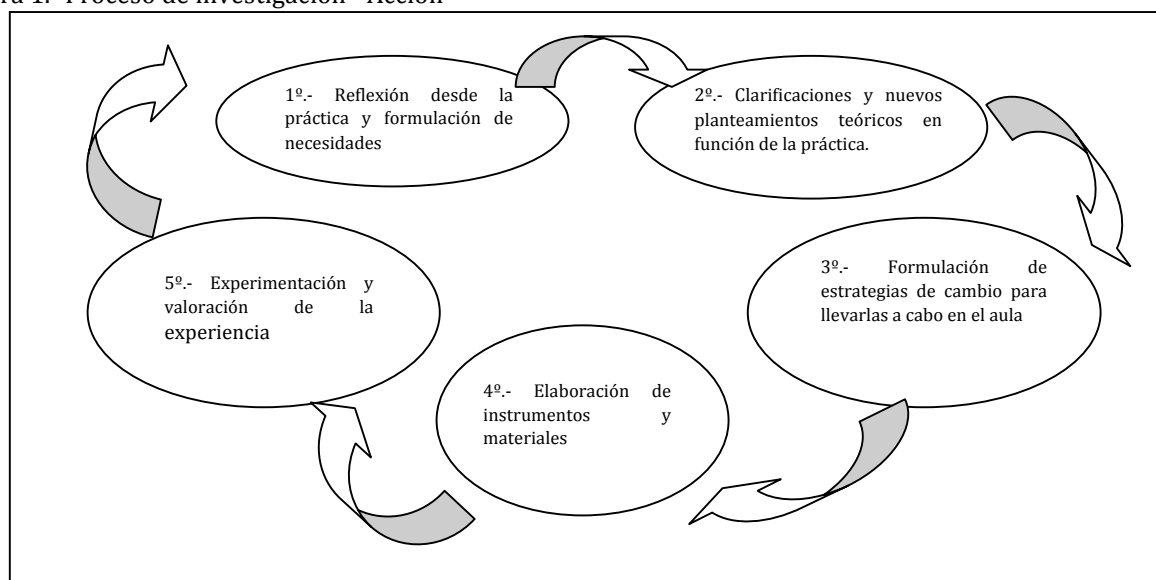 ra 1.- Proceso de investigación - Acción
1º.- Reflexión desde la
práctica y formulación de
necesidades
2º.- Clarificaciones y nuevos
planteamientos teóricos en
función de la práctica.
3º.- Formulación de
estrategias de cambio para
llevarlas a cabo en el aula
4º.- Elaboración de
instrumentos y
materiales
5º.- Experimentación y
valoración de la
experiencia